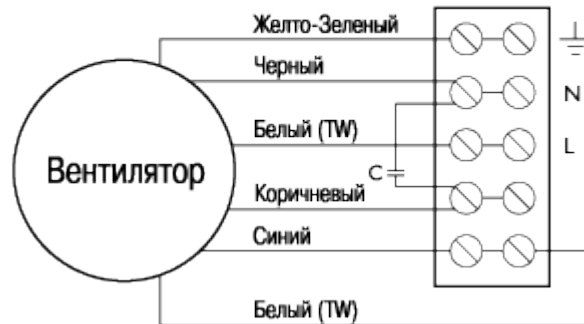 Желто-Зеленый
Черный
N
Белый (TW)
L
Вентилятор
C
Коричневый
Синий
Белый (TW)